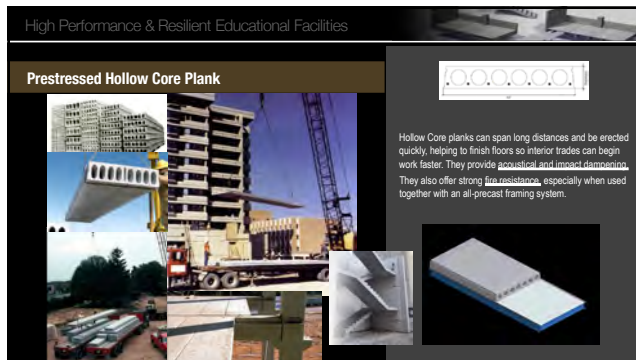 High Performance & Resilient Educational Facilities
Prestressed Hollow Core Plank
Hollow Core planks can span long distances and be erected
quickly, helping to finish floors so interior trades can begin
work faster. They provide acoustical and impact dampening.
They also offer strong fire resistance, especially when used
together with an all-precast framing system.